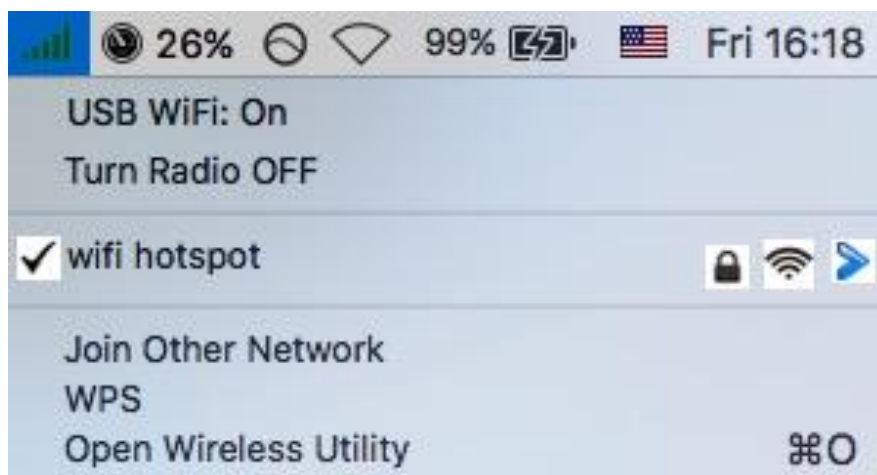 26% 99% Fri 16:18
USB WiFi: On
Turn Radio OFF
wifi hotspot
Join Other Network
WPS
Open Wireless Utility ⌘O